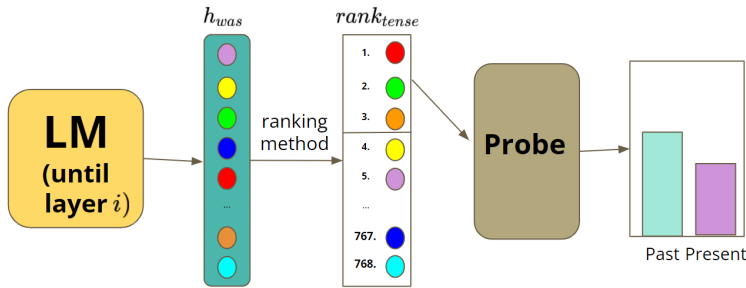 h_was
rank_tense
LM
(until
layer i)
...
ranking
method
1.
2.
3.
4.
5.
...
767.
768.
Probe
Past Present